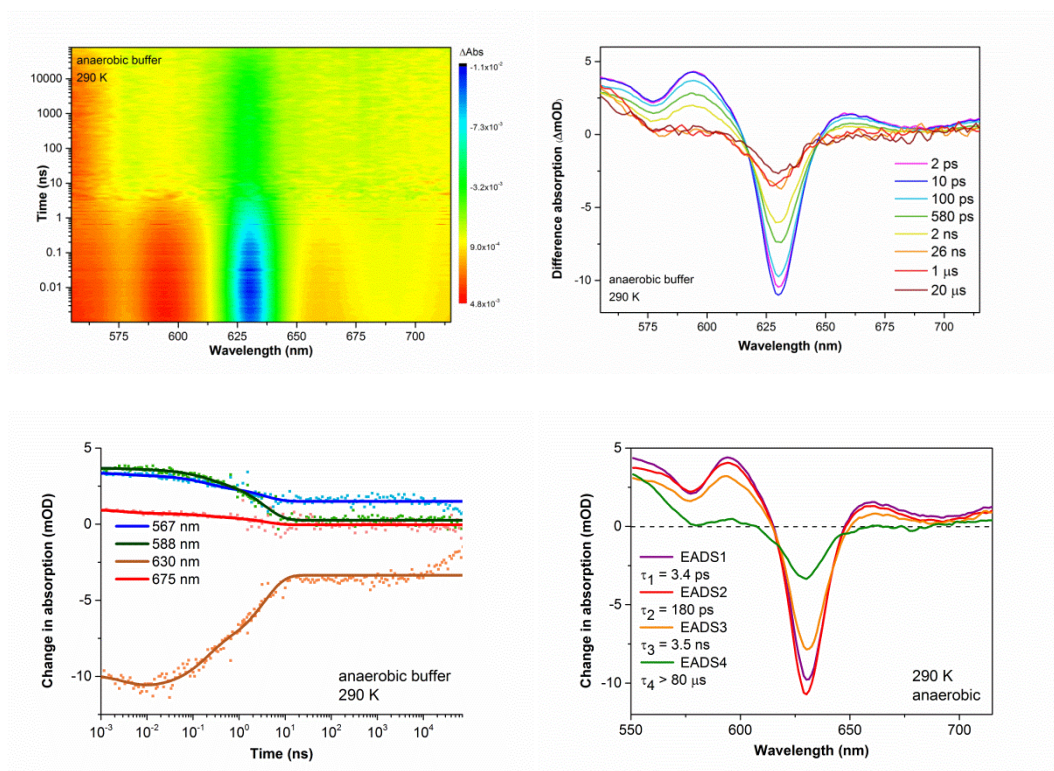 anaerobic buffer
290 K
10000
1000
100
10
1
0.1
0.01
Time (ns)
575
600
625
650
675
700
Wavelength (nm)
ΔAbs
-1.1x10⁻²
-7.3x10⁻³
-3.2x10⁻³
9.0x10⁻⁴
4.8x10⁻³
5
0
-5
-10
Difference absorption ΔmOD
2 ps
10 ps
100 ps
580 ps
2 ns
26 ns
1 µs
20 µs
anaerobic buffer
290 K
575
600
625
650
675
700
Wavelength (nm)
5
0
-5
-10
Change in absorption (mOD)
567 nm
588 nm
630 nm
675 nm
anaerobic buffer
290 K
10⁻³
10⁻²
10⁻¹
10⁰
10¹
10²
10³
10⁴
Time (ns)
5
0
-5
-10
Change in absorption (mOD)
EADS1
τ₁ = 3.4 ps
EADS2
τ₂ = 180 ps
EADS3
τ₃ = 3.5 ns
EADS4
τ₄ > 80 µs
290 K
anaerobic
550
600
650
700
Wavelength (nm)